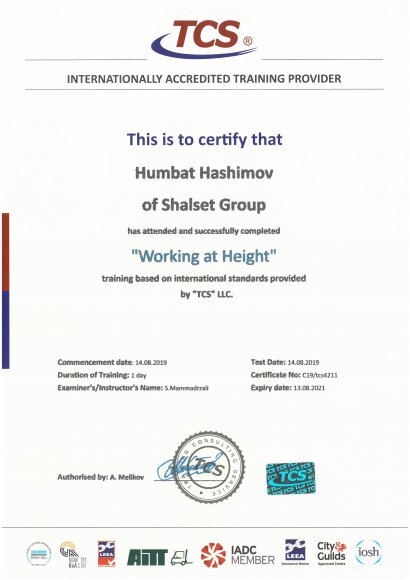 TCS ®
INTERNATIONALLY ACCREDITED TRAINING PROVIDER
This is to certify that
Humbat Hashimov
of Shalset Group
has attended and successfully completed
"Working at Height"
training based on international standards provided
by "TCS" LLC.
Commencement date: 14.08.2019
Test Date: 14.08.2019
Duration of Training: 1 day
Certificate No: C19/tcs4211
Examiner's/Instructor's Name: S.Mammadrzali
Expiry date: 13.08.2021
Authorised by: A. Melikov
TRAINING CONSULTING SERVICE
TCS
TCS
LEEA
AiTT
IADC
MEMBER
LEEA
City&
Guilds
Approved Centre
iosh